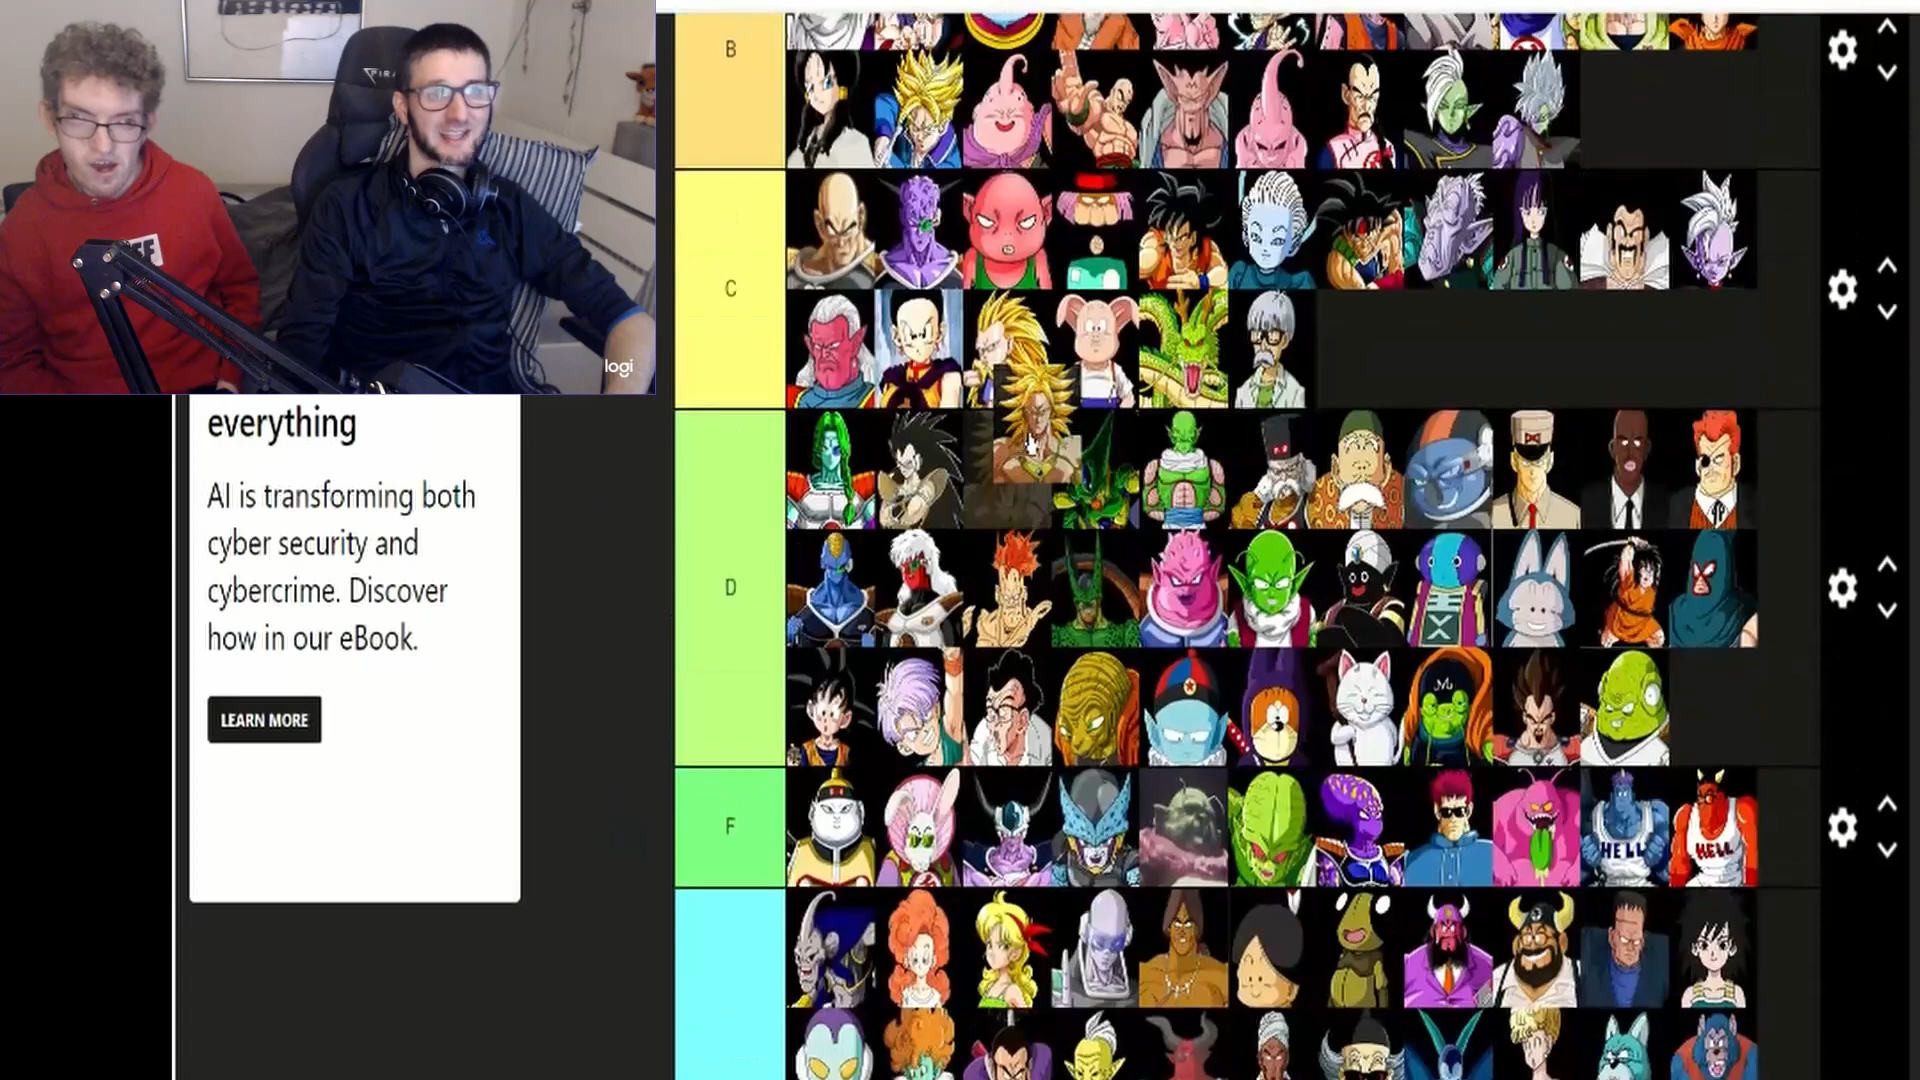 logi
everything
AI is transforming both
cyber security and
cybercrime. Discover
how in our eBook.
LEARN MORE
B
C
D
F
HELL
HELL